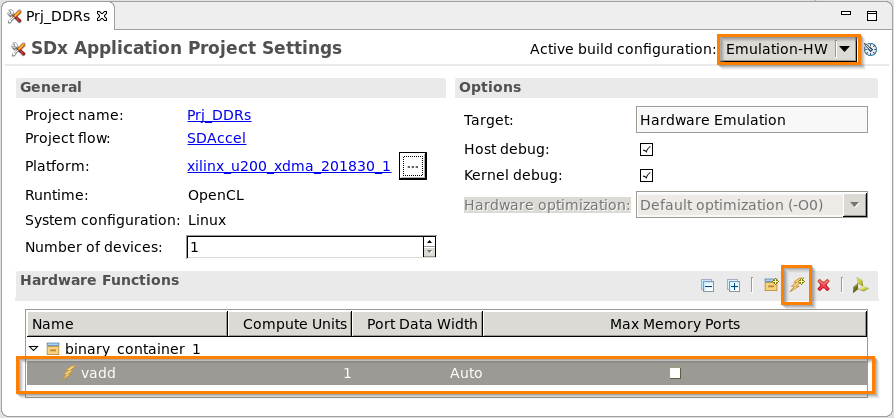 Prj_DDRs
SDx Application Project Settings
Active build configuration: Emulation-HW
General
Project name: Prj_DDRs
Project flow: SDAccel
Platform: xilinx_u200_xdma_201830_1 ...
Runtime: OpenCL
System configuration: Linux
Number of devices: 1
Options
Target: Hardware Emulation
Host debug:
Kernel debug:
Hardware optimization: Default optimization (-O0)
Hardware Functions
Name Compute Units Port Data Width Max Memory Ports
binary_container_1
vadd 1 Auto